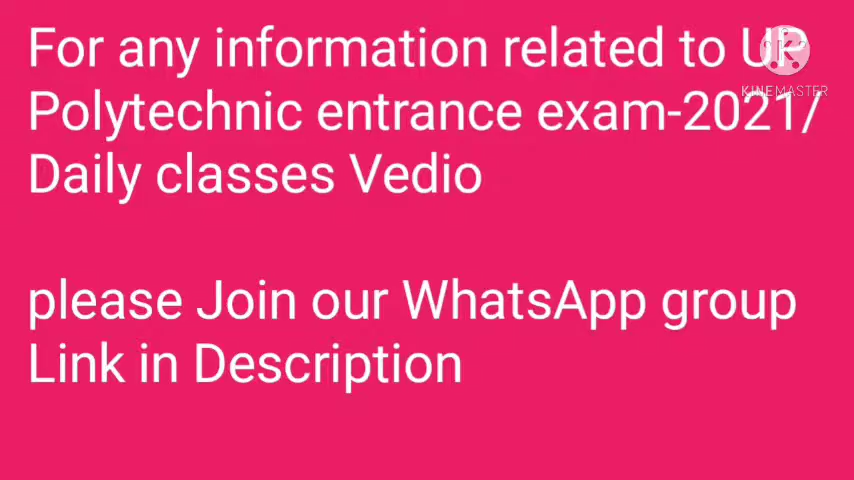 For any information related to UP
KINEMASTER
Polytechnic entrance exam-2021/
Daily classes Vedio
please Join our WhatsApp group
Link in Description